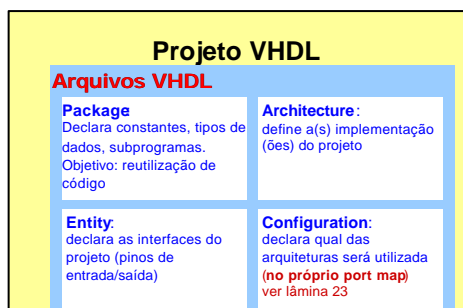 Projeto VHDL
Arquivos VHDL
Package:
Declara constantes, tipos de
dados, subprogramas.
Objetivo: reutilização de
código
Architecture:
define a(s) implementação
(ões) do projeto
Entity:
declara as interfaces do
projeto (pinos de
entrada/saída)
Configuration:
declara qual das
arquiteturas será utilizada
(no próprio port map)
ver lâmina 23